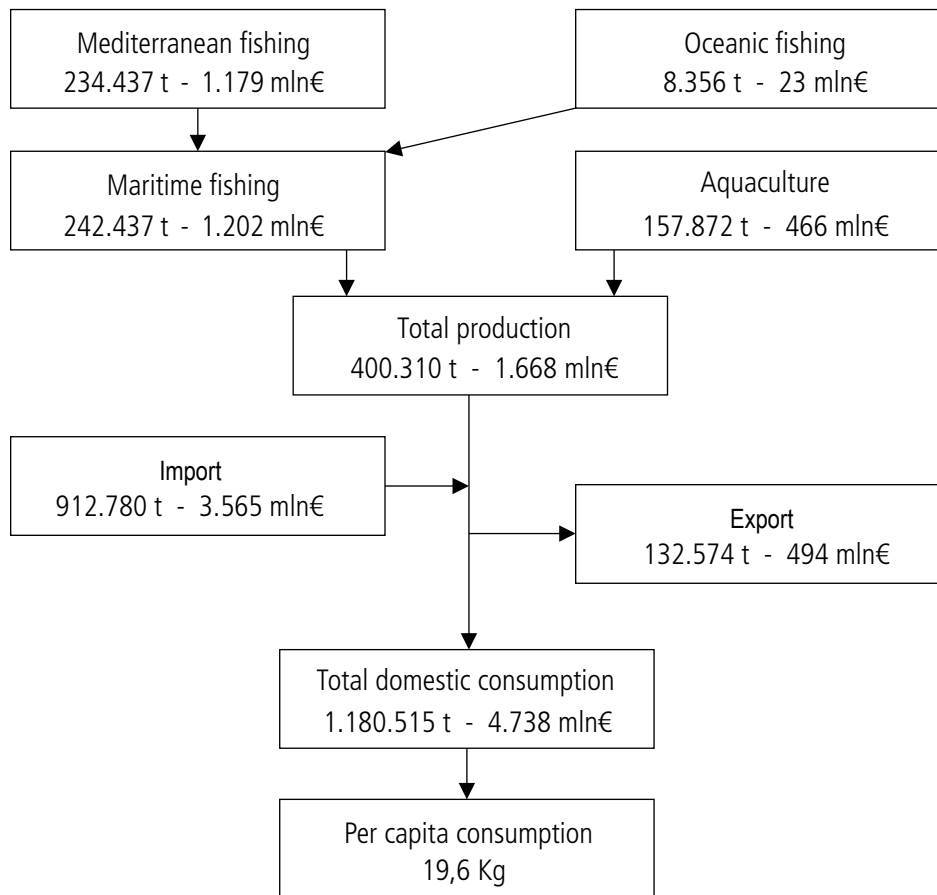 Mediterranean fishing
234.437 t - 1.179 mln€
Oceanic fishing
8.356 t - 23 mln€
Maritime fishing
242.437 t - 1.202 mln€
Aquaculture
157.872 t - 466 mln€
Total production
400.310 t - 1.668 mln€
Import
912.780 t - 3.565 mln€
Export
132.574 t - 494 mln€
Total domestic consumption
1.180.515 t - 4.738 mln€
Per capita consumption
19,6 Kg